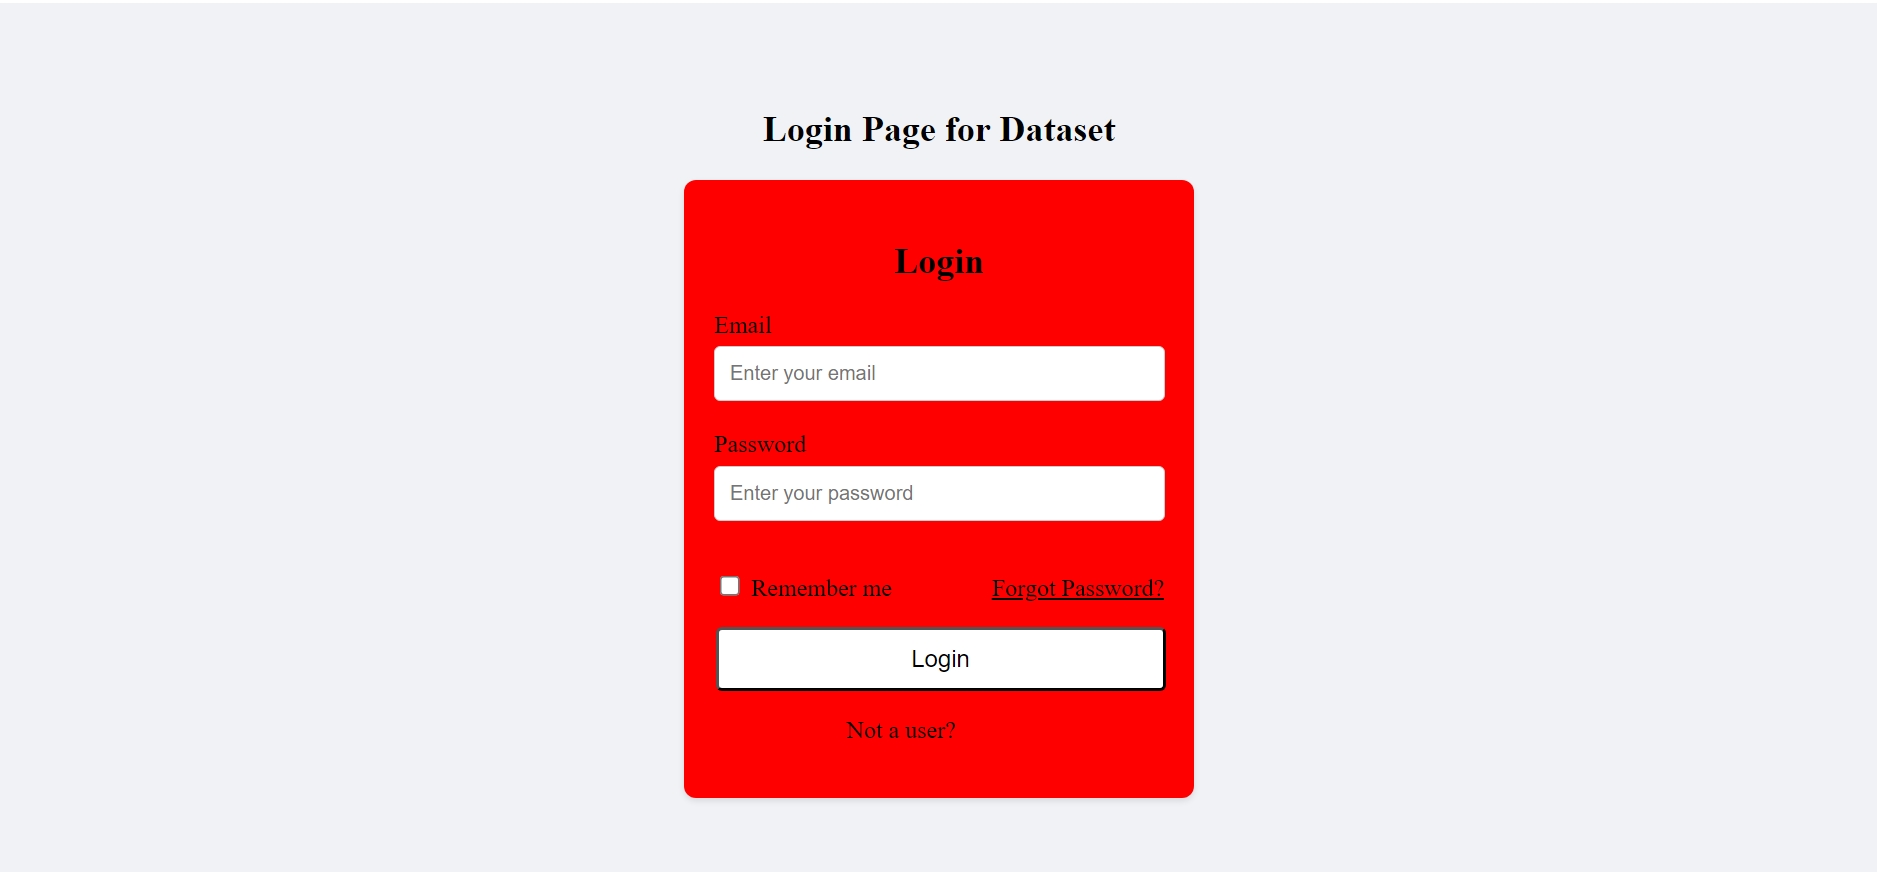 Login Page for Dataset
Login
Email
Enter your email
Password
Enter your password
Remember me Forgot Password?
Login
Not a user?